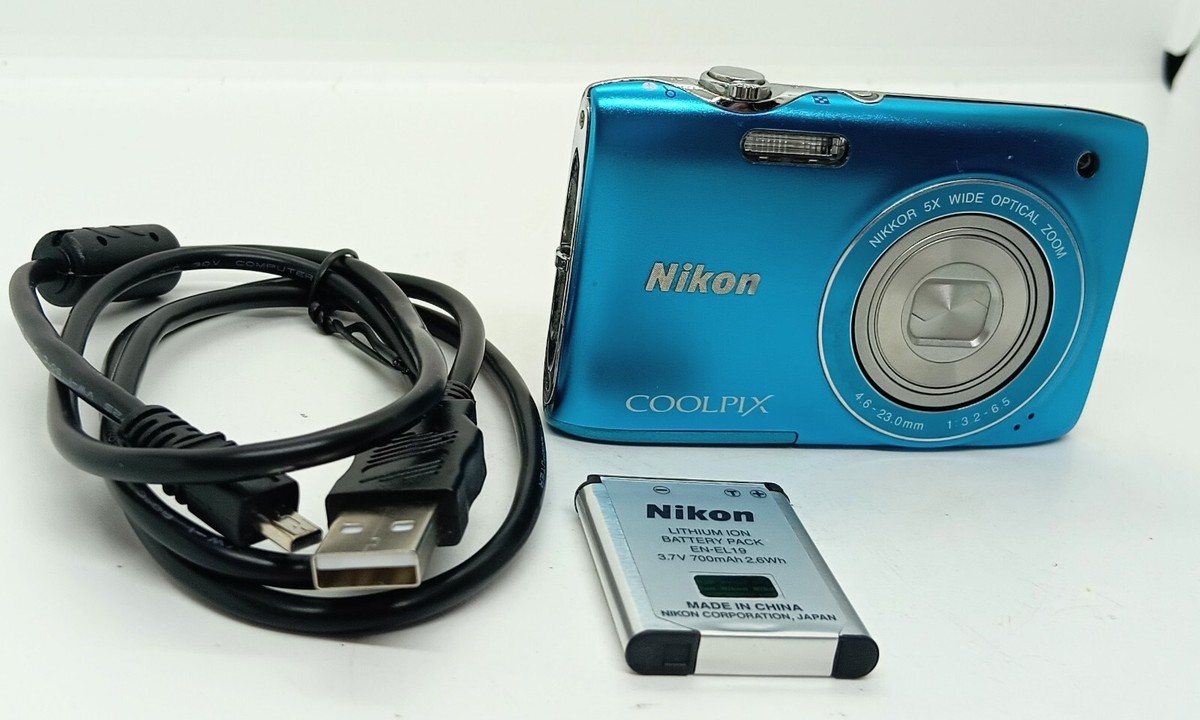 NIKKOR 5X WIDE OPTICAL ZOOM
Nikon
COOLPIX
4.6-23.0mm 1:3.2-6.5
COMPUTER
Nikon
LITHIUM ION
BATTERY PACK
EN-EL19
3.7V 700mAh 2.6Wh
MADE IN CHINA
NIKON CORPORATION, JAPAN